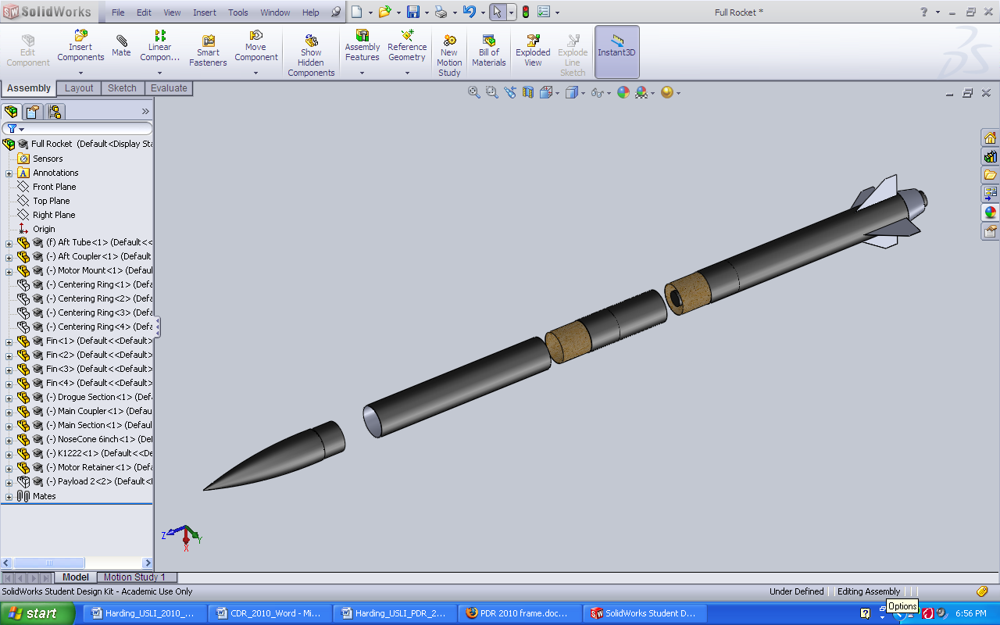 SolidWorks File Edit View Insert Tools Window Help Full Rocket *
Edit Component
Insert Components
Mate
Linear Compon...
Smart Fasteners
Move Component
Show Hidden Components
Assembly Features
Reference Geometry
New Motion Study
Bill of Materials
Exploded View
Explode Line Sketch
Instant3D
Assembly Layout Sketch Evaluate
Full Rocket (Default<Display Sta
Sensors
Annotations
Front Plane
Top Plane
Right Plane
Origin
(f) Aft Tube<1> (Default<<
(-) Aft Coupler<1> (Default
(-) Motor Mount<1> (Defau
(-) Centering Ring<1> (Defa
(-) Centering Ring<2> (Defa
(-) Centering Ring<3> (Defa
(-) Centering Ring<4> (Defa
Fin<1> (Default<<Default>
Fin<2> (Default<<Default>
Fin<3> (Default<<Default>
Fin<4> (Default<<Default>
(-) Drogue Section<1> (Def
(-) Main Coupler<1> (Defau
(-) Main Section<1> (Defaul
(-) NoseCone 6inch<1> (De
(-) K1222<1> (Default<<De
(-) Motor Retainer<1> (Defa
(-) Payload 2<2> (Default<
Mates
Z Y
X
Model Motion Study 1
SolidWorks Student Design Kit - Academic Use Only Under Defined Editing Assembly
Options
start Harding_USLI_2010_... CDR_2010_Word - Mi... Harding_USLI_PDR_2... PDR 2010 frame.doc... SolidWorks Student D... 6:56 PM